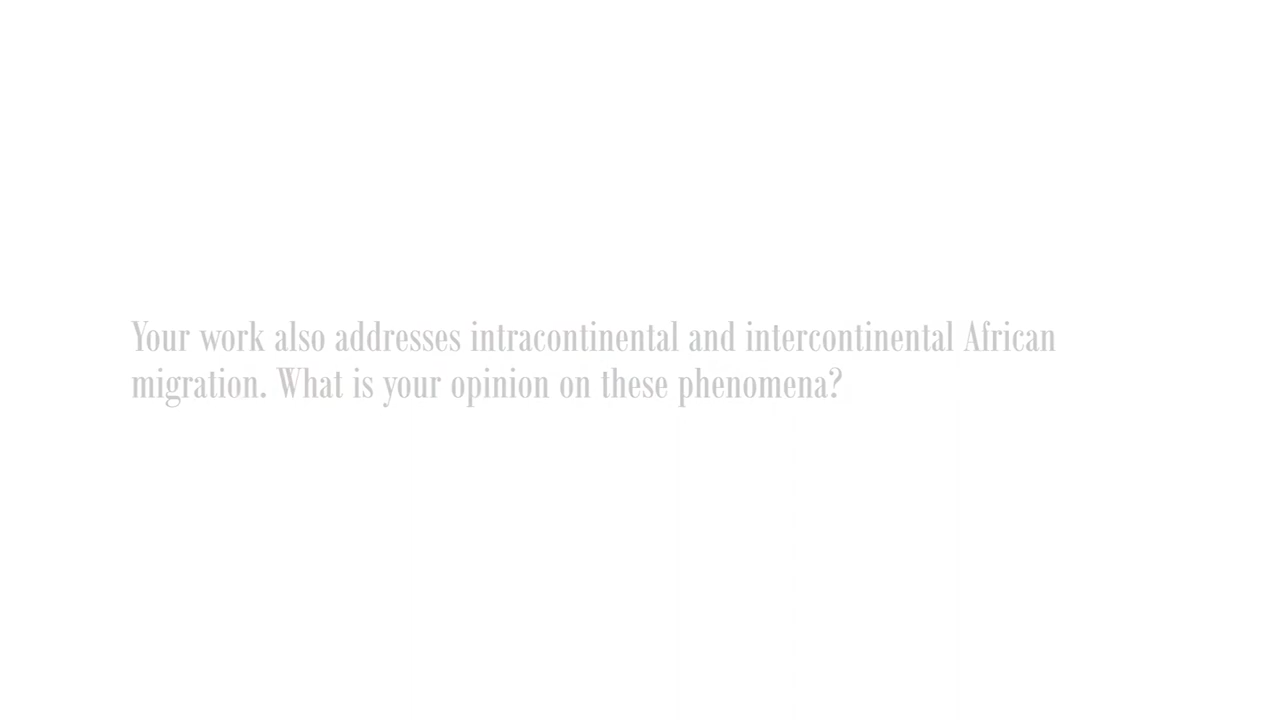 Your work also addresses intracontinental and intercontinental African
migration. What is your opinion on these phenomena?